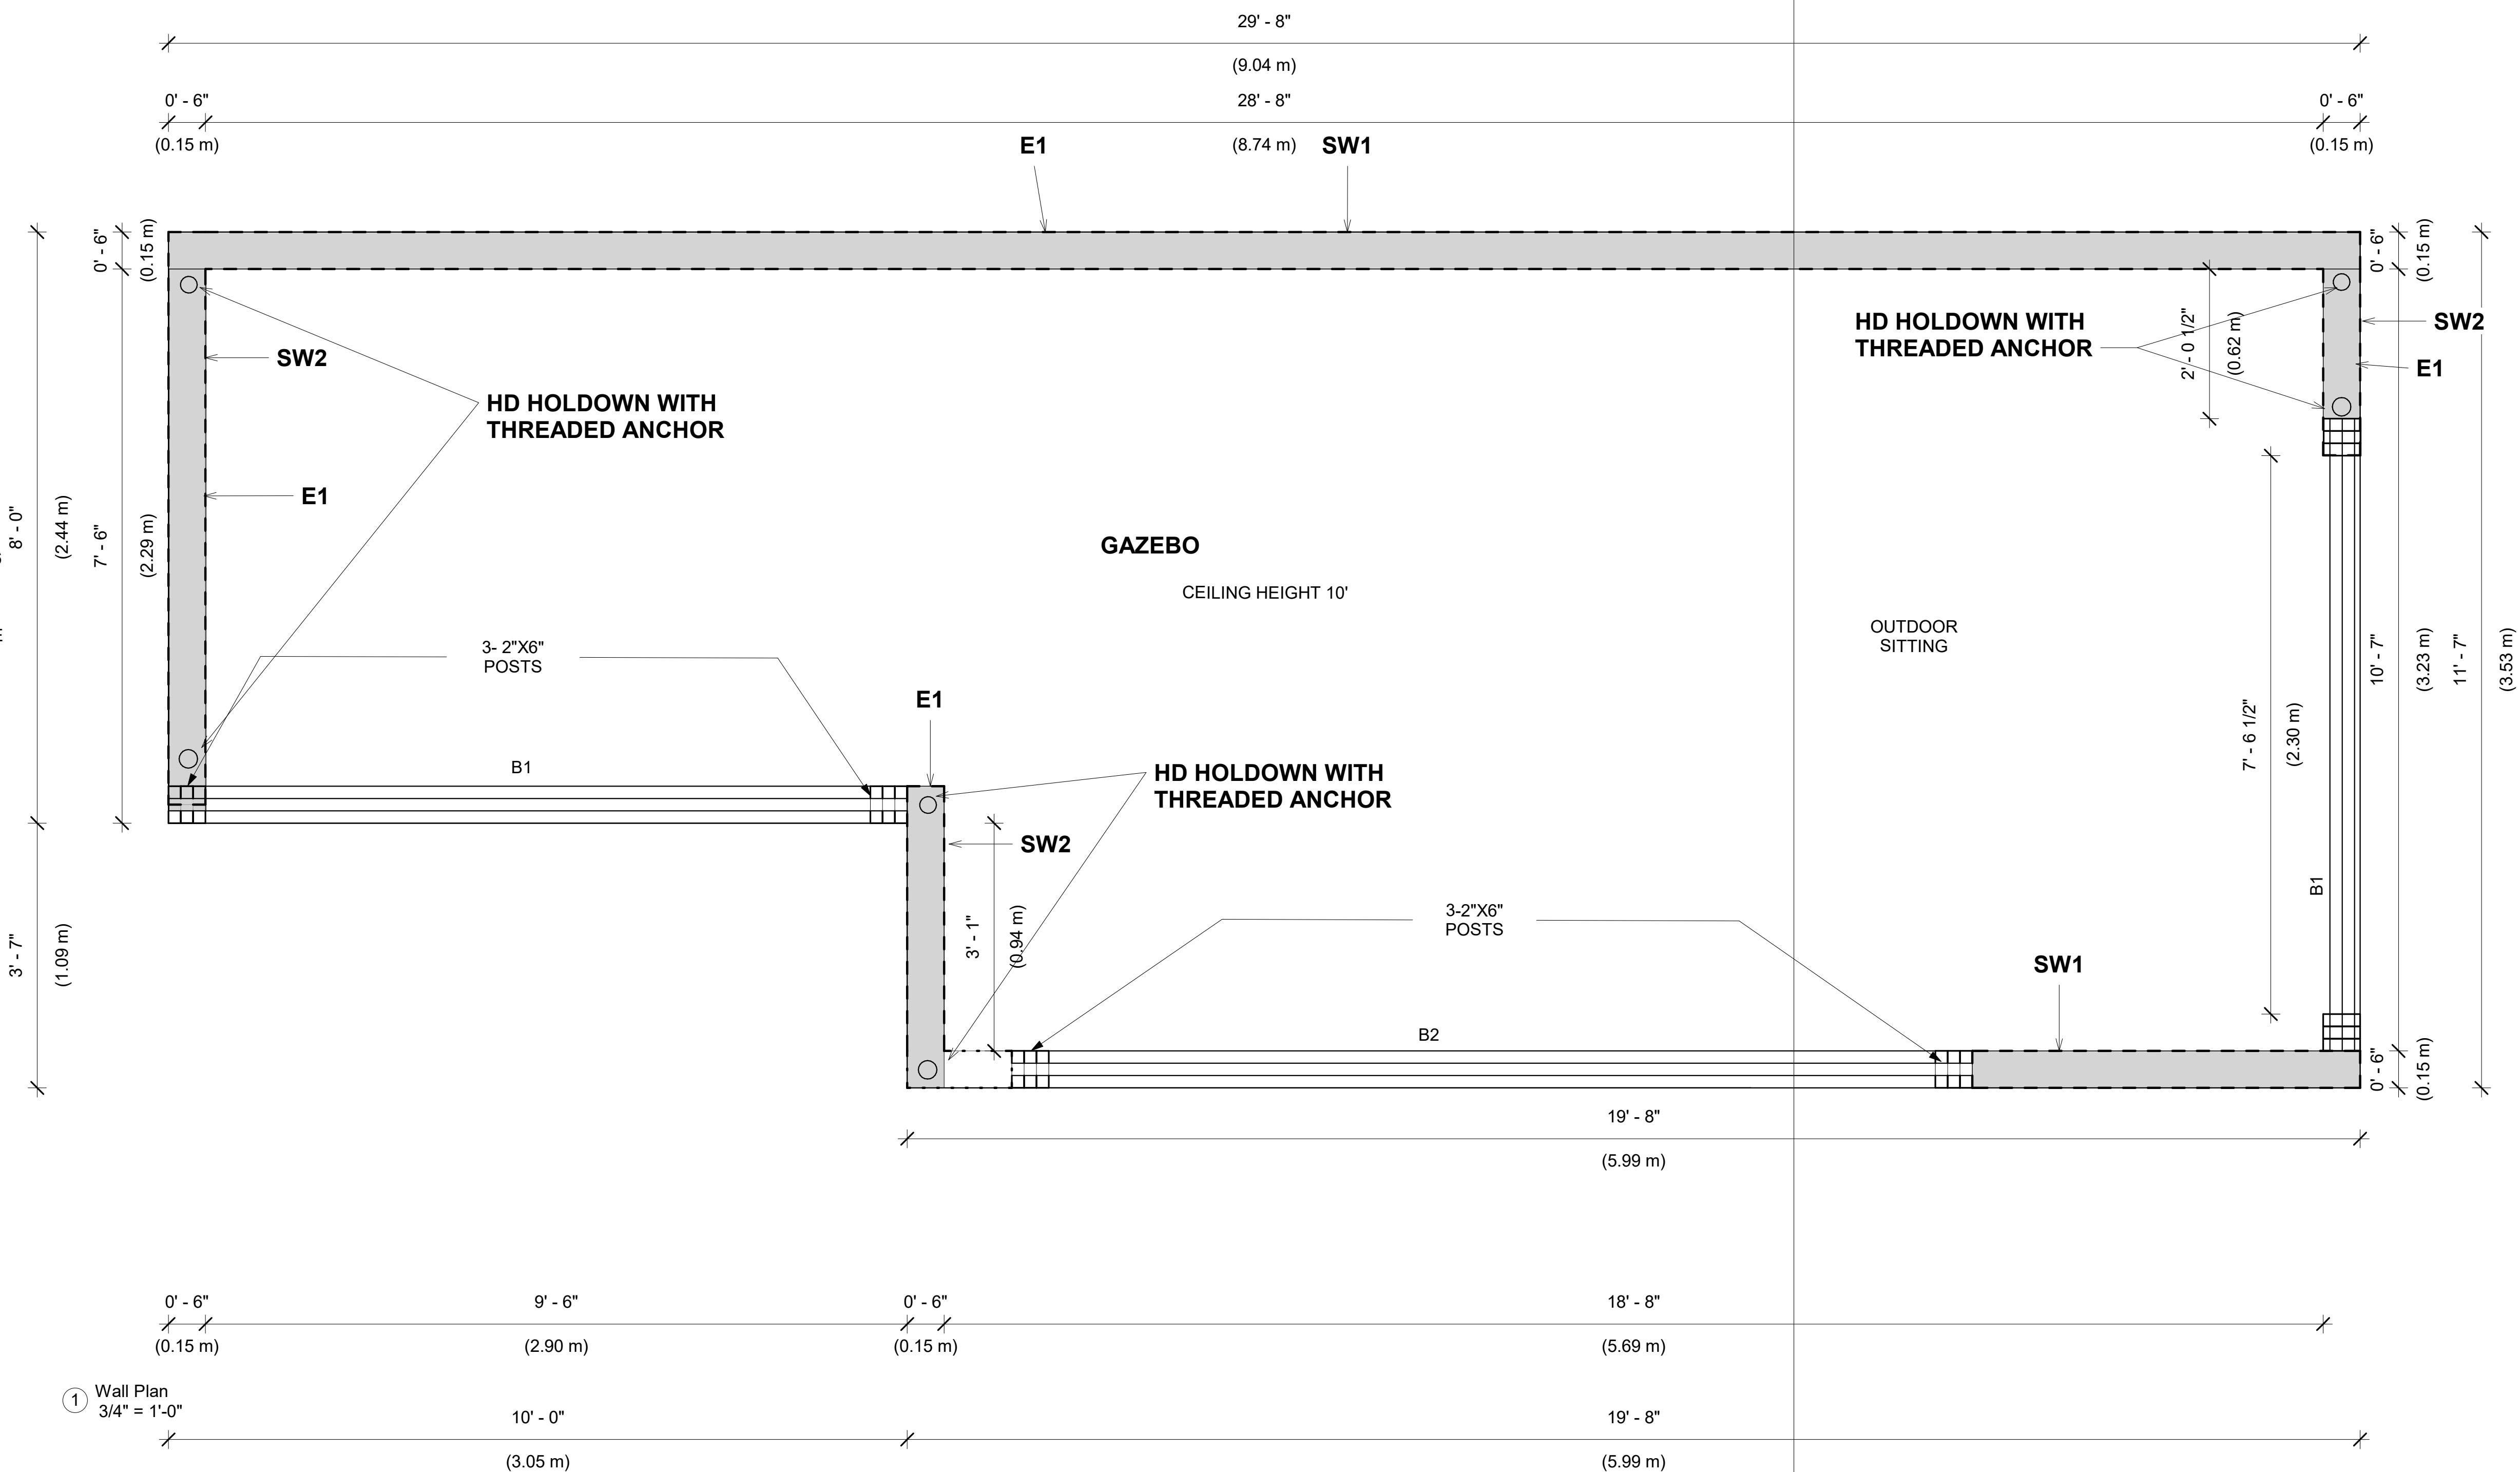 29' - 8"
(9.04 m)
0' - 6"
28' - 8"
0' - 6"
(0.15 m)
E1
(8.74 m)
SW1
(0.15 m)
0' - 6"
(0.15 m)
0' - 6"
(0.15 m)
HD HOLDOWN WITH
THREADED ANCHOR
2' - 0 1/2"
(0.62 m)
SW2
E1
SW2
HD HOLDOWN WITH
THREADED ANCHOR
E1
8' - 0"
(2.44 m)
7' - 6"
(2.29 m)
GAZEBO
CEILING HEIGHT 10'
OUTDOOR
SITTING
3- 2"X6"
POSTS
10' - 7"
(3.23 m)
11' - 7"
(3.53 m)
E1
7' - 6 1/2"
(2.30 m)
B1
HD HOLDOWN WITH
THREADED ANCHOR
SW2
B1
3' - 7"
(1.09 m)
3' - 1"
(0.94 m)
3-2"X6"
POSTS
SW1
B2
0' - 6"
(0.15 m)
19' - 8"
(5.99 m)
0' - 6"
9' - 6"
0' - 6"
18' - 8"
(0.15 m)
(2.90 m)
(0.15 m)
(5.69 m)
1
Wall Plan
3/4" = 1'-0"
10' - 0"
19' - 8"
(3.05 m)
(5.99 m)